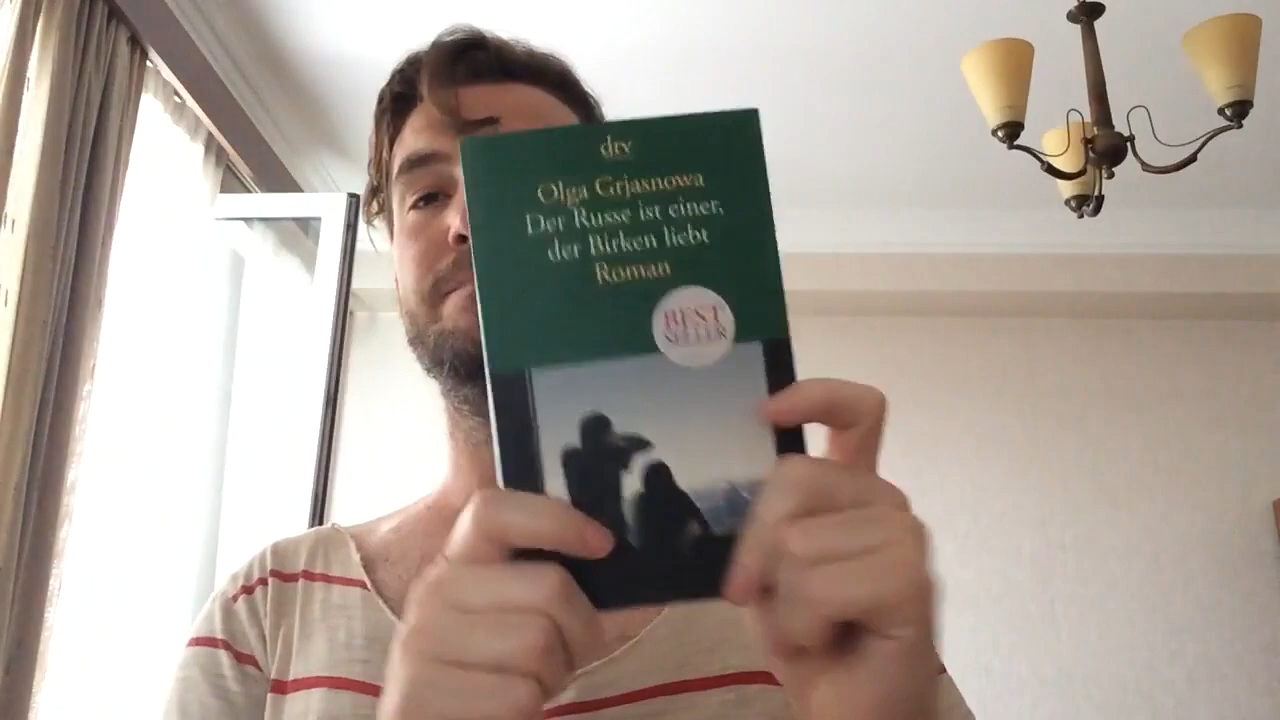 dtv
Olga Grjasnowa
Der Russe ist einer,
der Birken liebt
Roman
BEST
SELLER